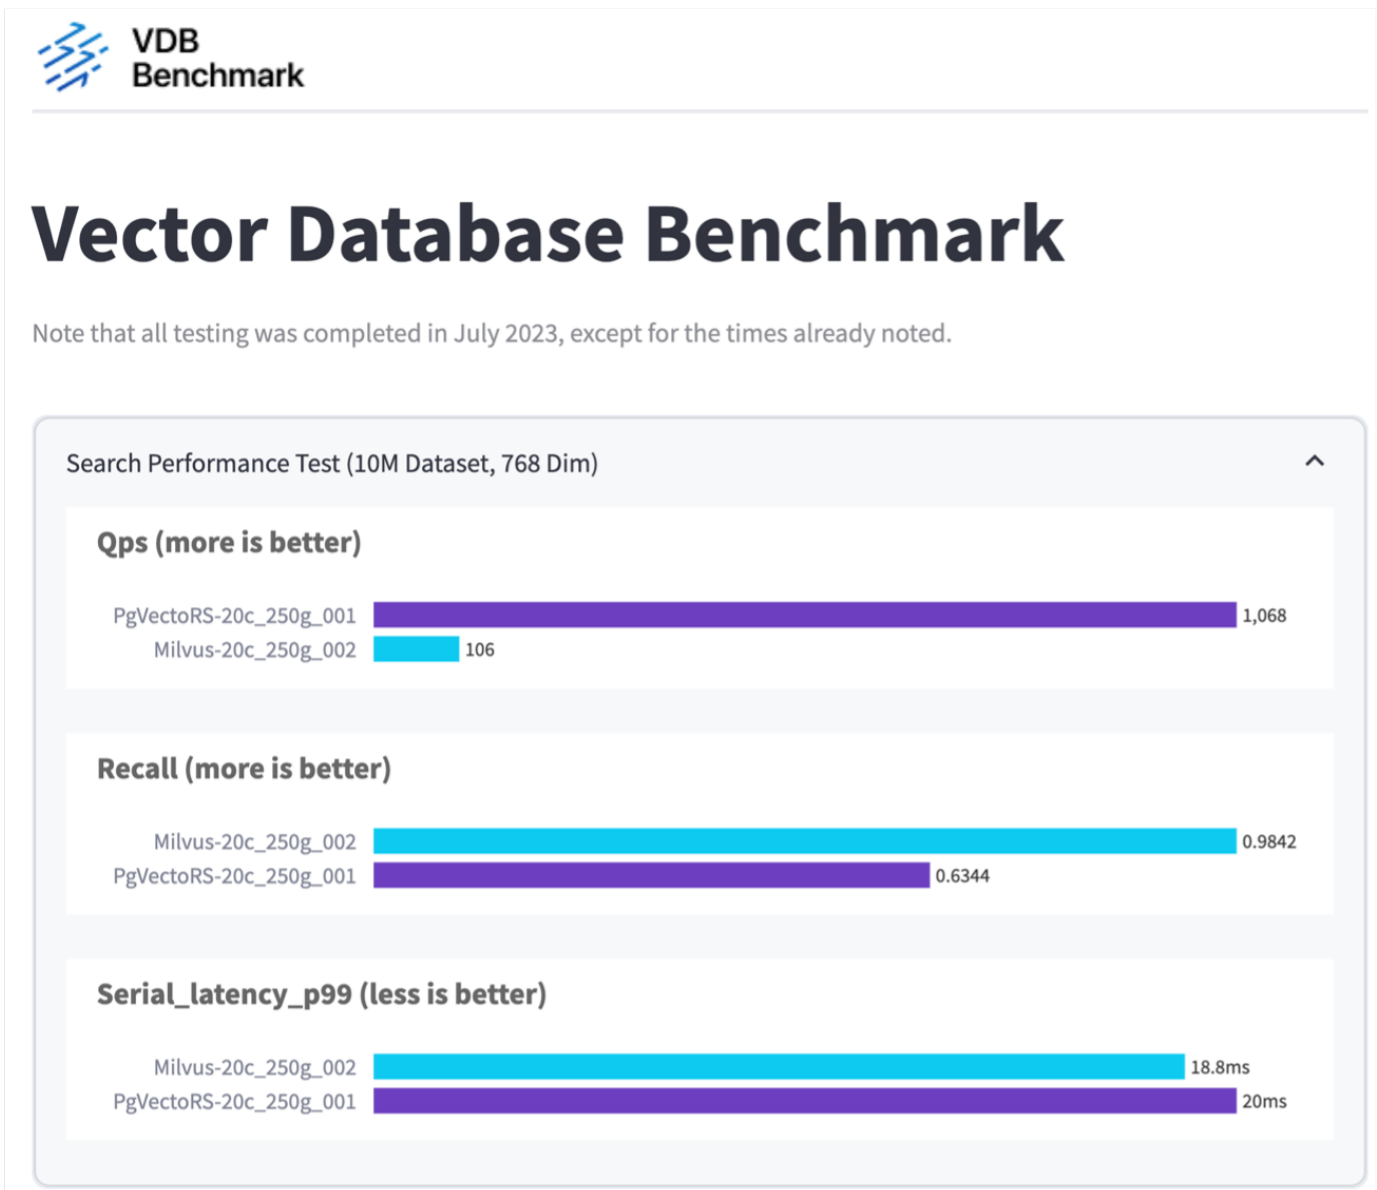 VDB
Benchmark
Vector Database Benchmark
Note that all testing was completed in July 2023, except for the times already noted.
Search Performance Test (10M Dataset, 768 Dim)
Qps (more is better)
PgVectoRS-20c_250g_001 1,068
Milvus-20c_250g_002 106
Recall (more is better)
Milvus-20c_250g_002 0.9842
PgVectoRS-20c_250g_001 0.6344
Serial_latency_p99 (less is better)
Milvus-20c_250g_002 18.8ms
PgVectoRS-20c_250g_001 20ms